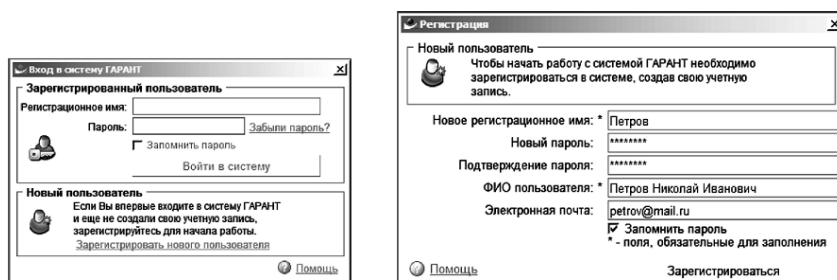 Вход в систему ГАРАНТ
Зарегистрированный пользователь
Регистрационное имя:
Пароль:
Забыли пароль?
Запомнить пароль
Войти в систему
Новый пользователь
Если Вы впервые входите в систему ГАРАНТ
и еще не создали свою учетную запись,
зарегистрируйтесь для начала работы.
Зарегистрировать нового пользователя
Помощь
Регистрация
Новый пользователь
Чтобы начать работу с системой ГАРАНТ необходимо
зарегистрироваться в системе, создав свою учетную
запись.
Новое регистрационное имя: * Петров
Новый пароль: ********
Подтверждение пароля: ********
ФИО пользователя: * Петров Николай Иванович
Электронная почта: petrov@mail.ru
Запомнить пароль
* - поля, обязательные для заполнения
Помощь
Зарегистрироваться